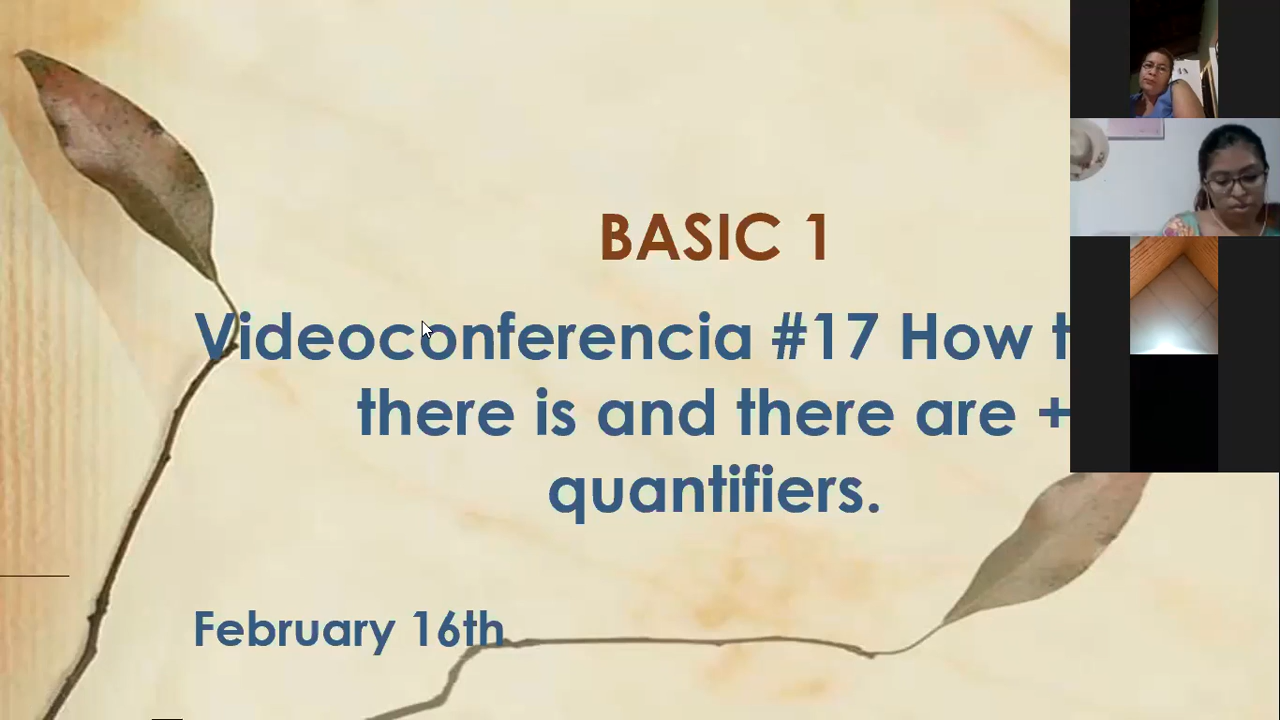 BASIC 1
Videoconferencia #17 How t
there is and there are +
quantifiers.
February 16th